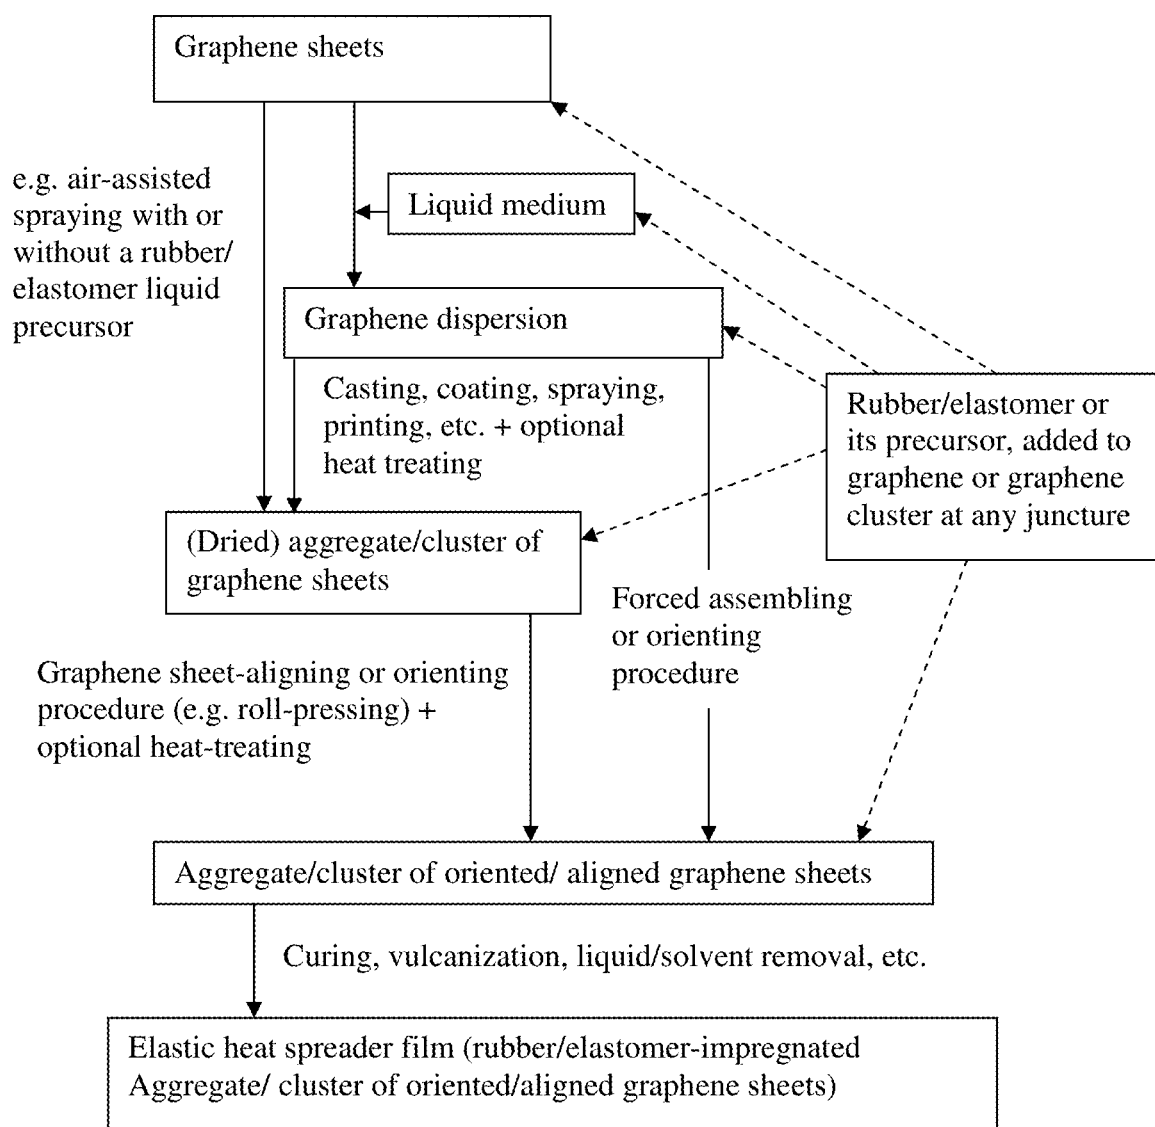 Graphene sheets
e.g. air-assisted
spraying with or
without a rubber/
elastomer liquid
precursor
Liquid medium
Graphene dispersion
Casting, coating, spraying,
printing, etc. + optional
heat treating
Rubber/elastomer or
its precursor, added to
graphene or graphene
cluster at any juncture
(Dried) aggregate/cluster of
graphene sheets
Forced assembling
or orienting
procedure
Graphene sheet-aligning or orienting
procedure (e.g. roll-pressing) +
optional heat-treating
Aggregate/cluster of oriented/ aligned graphene sheets
Curing, vulcanization, liquid/solvent removal, etc.
Elastic heat spreader film (rubber/elastomer-impregnated
Aggregate/ cluster of oriented/aligned graphene sheets)